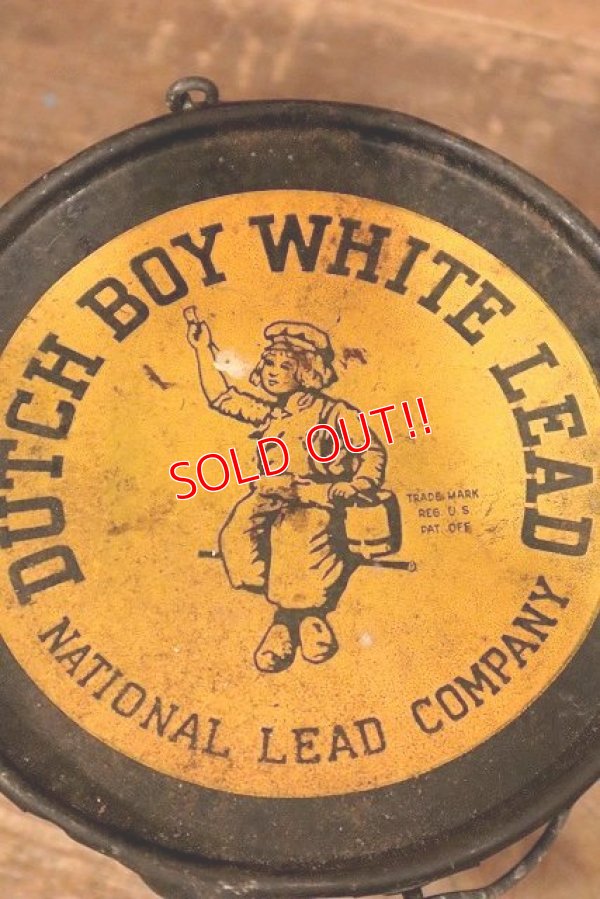 DUTCH BOY WHITE LEAD
SOLD OUT!!
TRADE MARK
REG. U.S.
PAT. OFF.
NATIONAL LEAD COMPANY